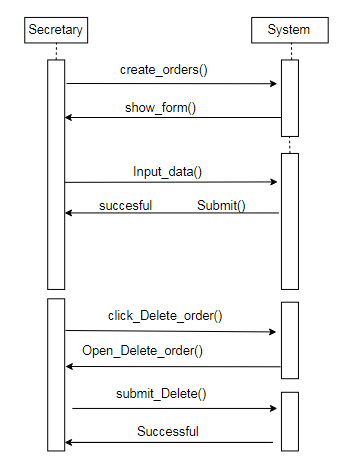 Secretary System
create_orders()
show_form()
Input_data()
succesful Submit()
click_Delete_order()
Open_Delete_order()
submit_Delete()
Successful